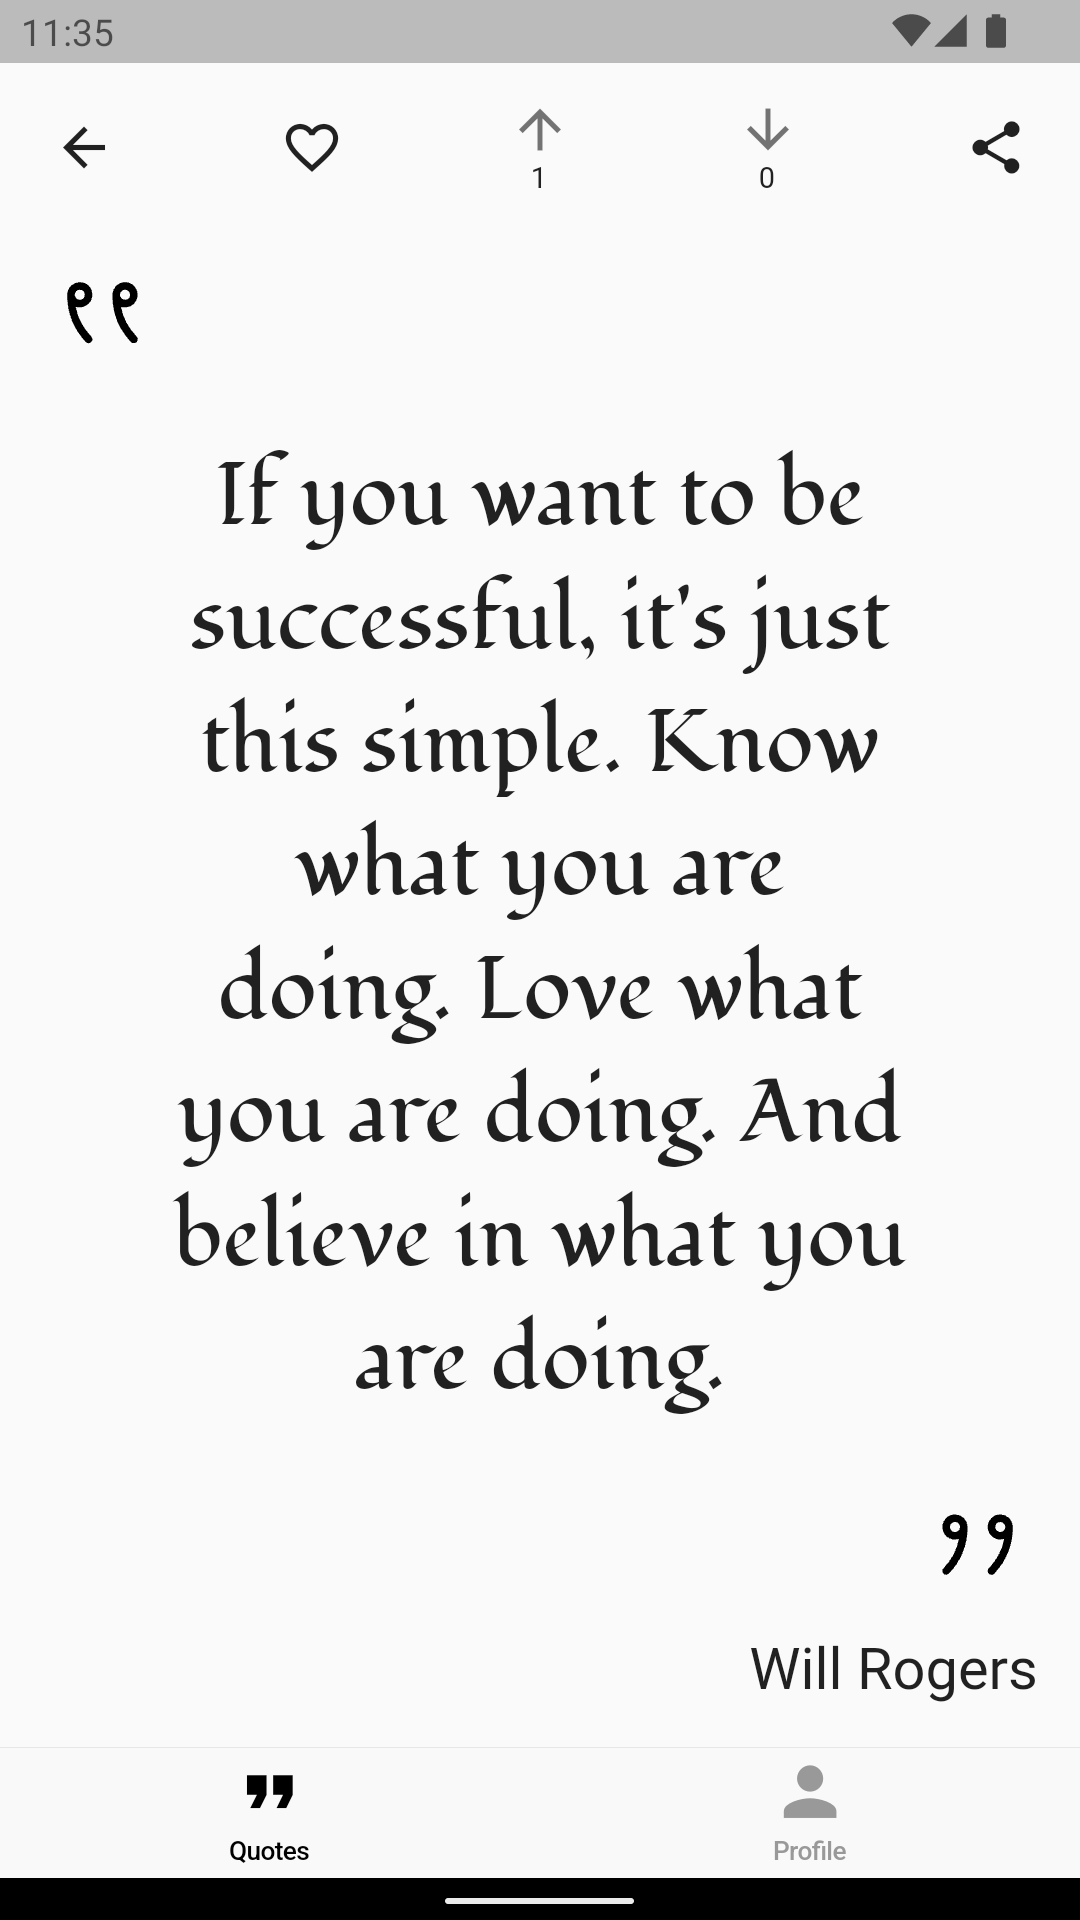 11:35
1
0
“
If you want to be
successful, it's just
this simple. Know
what you are
doing. Love what
you are doing. And
believe in what you
are doing.
”
Will Rogers
Quotes
Profile